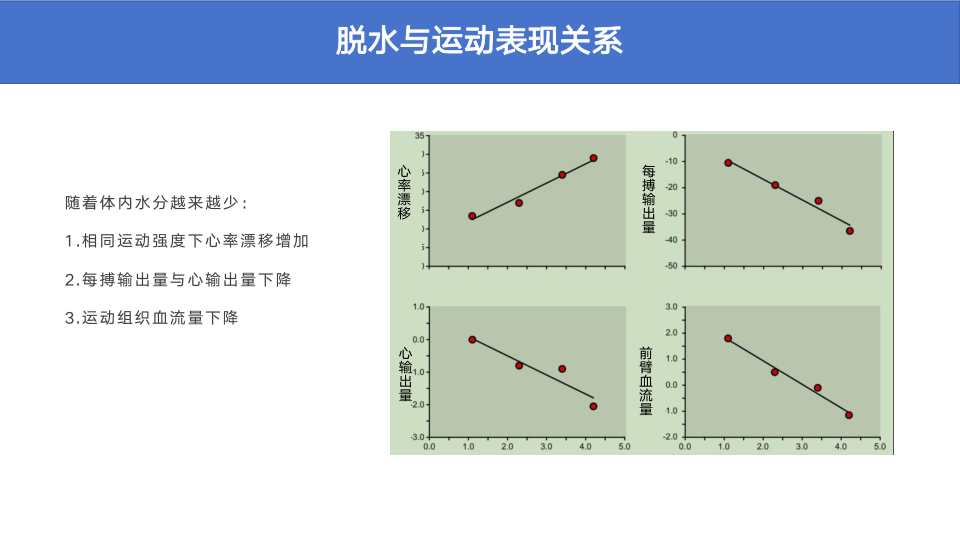 脱水与运动表现关系
随着体内水分越来越少：
1.相同运动强度下心率漂移增加
2.每搏输出量与心输出量下降
3.运动组织血流量下降
心率漂移
35
每搏输出量
0
-10
-20
-30
-40
-50
心输出量
1.0
0.0
1.0
-2.0
-3.0
0.0 1.0 2.0 3.0 4.0 5.0
前臂血流量
3.0
2.0
1.0
0.0
1.0
-2.0
0.0 1.0 2.0 3.0 4.0 5.0